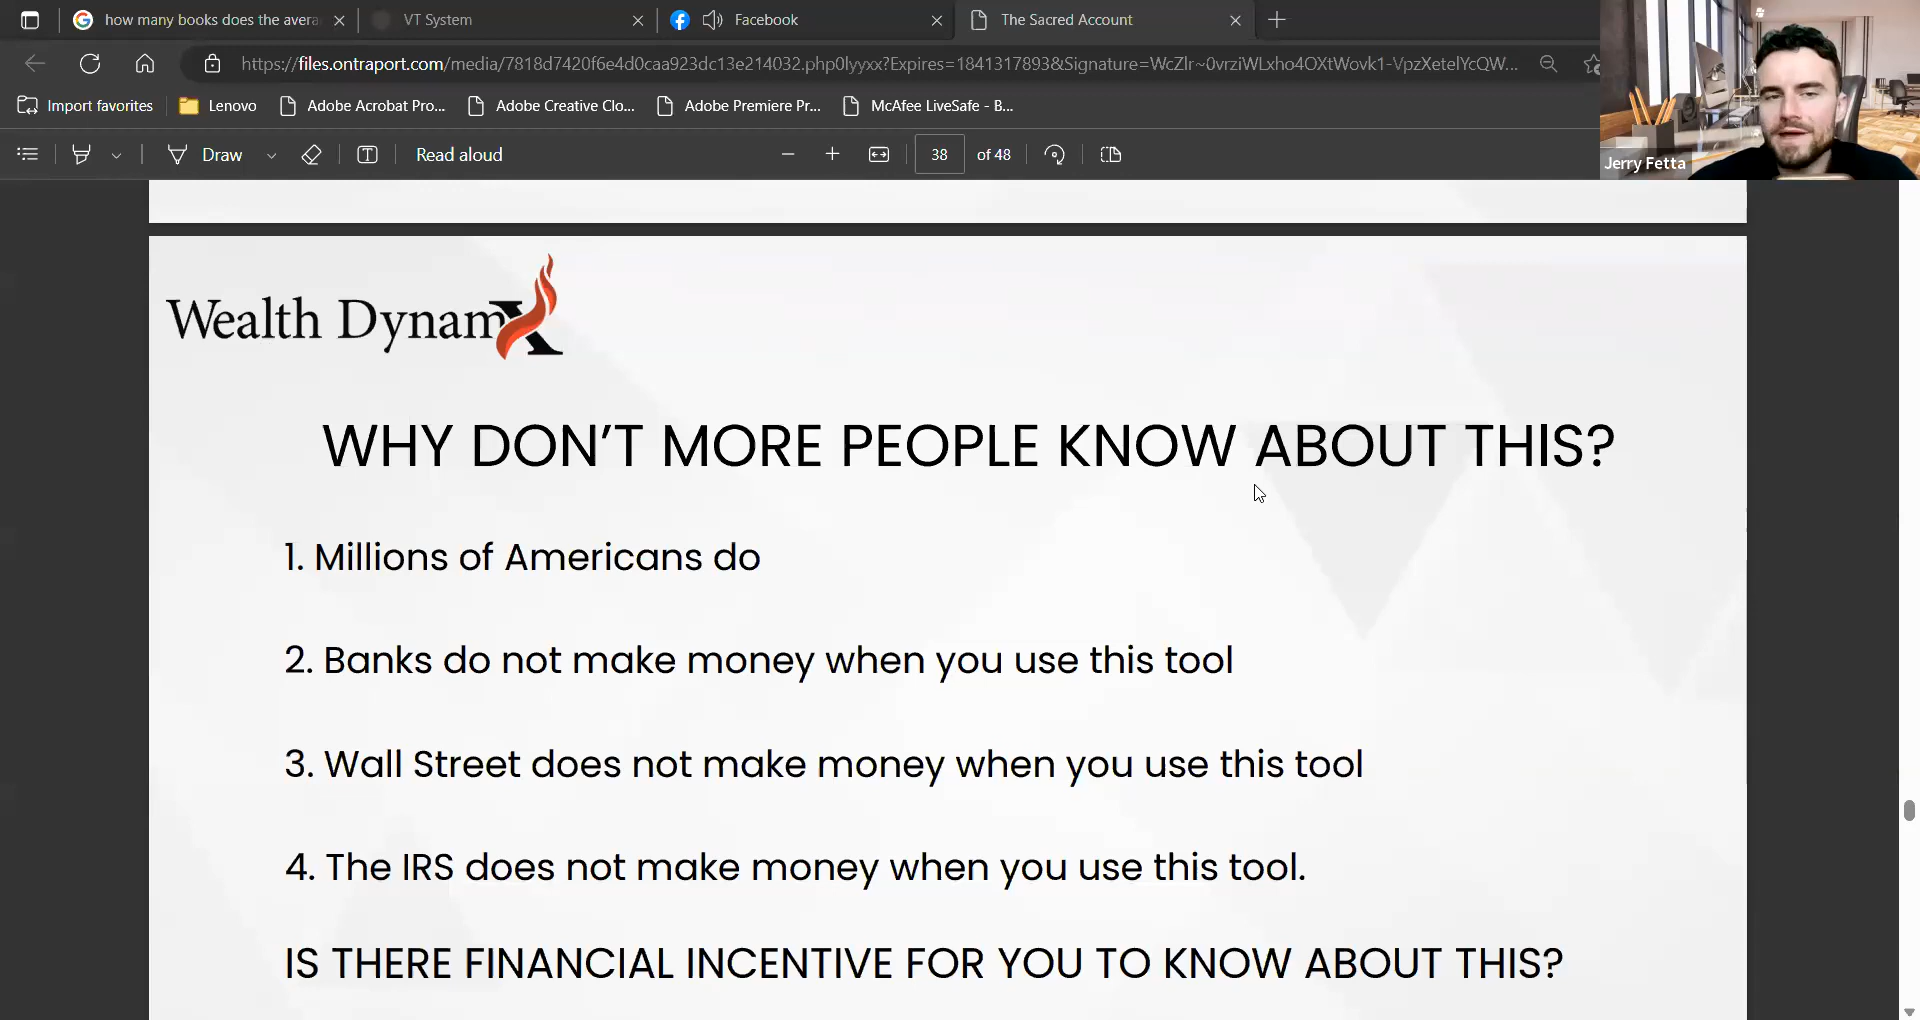 how many books does the avera
VT System
Facebook
The Sacred Account
https://files.ontraport.com/media/7818d7420f6e4d0caa923dc13e214032.php0lyyxx?Expires=1841317893&Signature=WcZlr~0vrziWLxho4OXtWovk1-VpzXetelYcQW...
Import favorites
Lenovo
Adobe Acrobat Pro...
Adobe Creative Clo...
Adobe Premiere Pr...
McAfee LiveSafe - B...
Draw
Read aloud
38 of 48
Jerry Fetta
Wealth DynamX
WHY DON'T MORE PEOPLE KNOW ABOUT THIS?
1. Millions of Americans do
2. Banks do not make money when you use this tool
3. Wall Street does not make money when you use this tool
4. The IRS does not make money when you use this tool.
IS THERE FINANCIAL INCENTIVE FOR YOU TO KNOW ABOUT THIS?